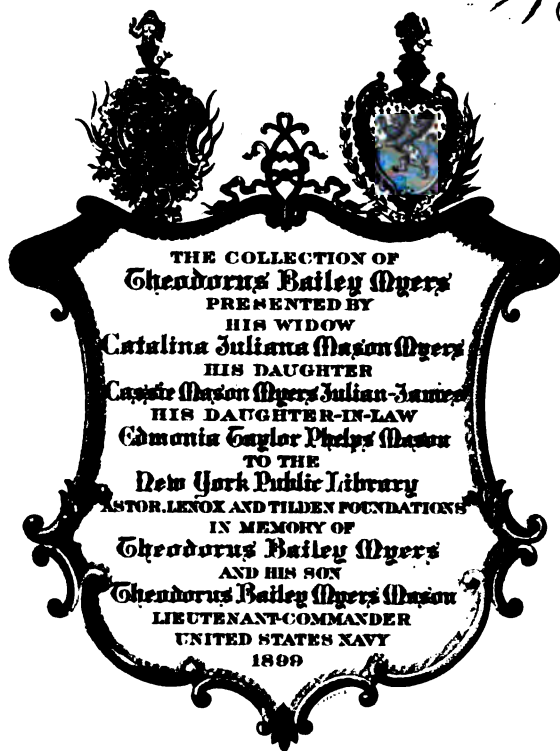 THE COLLECTION OF
Theodorus Bailey Myers
PRESENTED BY
HIS WIDOW
Catalina Juliana Mason Myers
HIS DAUGHTER
Cassie Mason Myers Julian-James
HIS DAUGHTER-IN-LAW
Edmonia Taylor Phelps Mason
TO THE
New York Public Library
ASTOR, LENOX AND TILDEN FOUNDATIONS
IN MEMORY OF
Theodorus Bailey Myers
AND HIS SON
Theodorus Bailey Myers Mason
LIEUTENANT-COMMANDER
UNITED STATES NAVY
1899